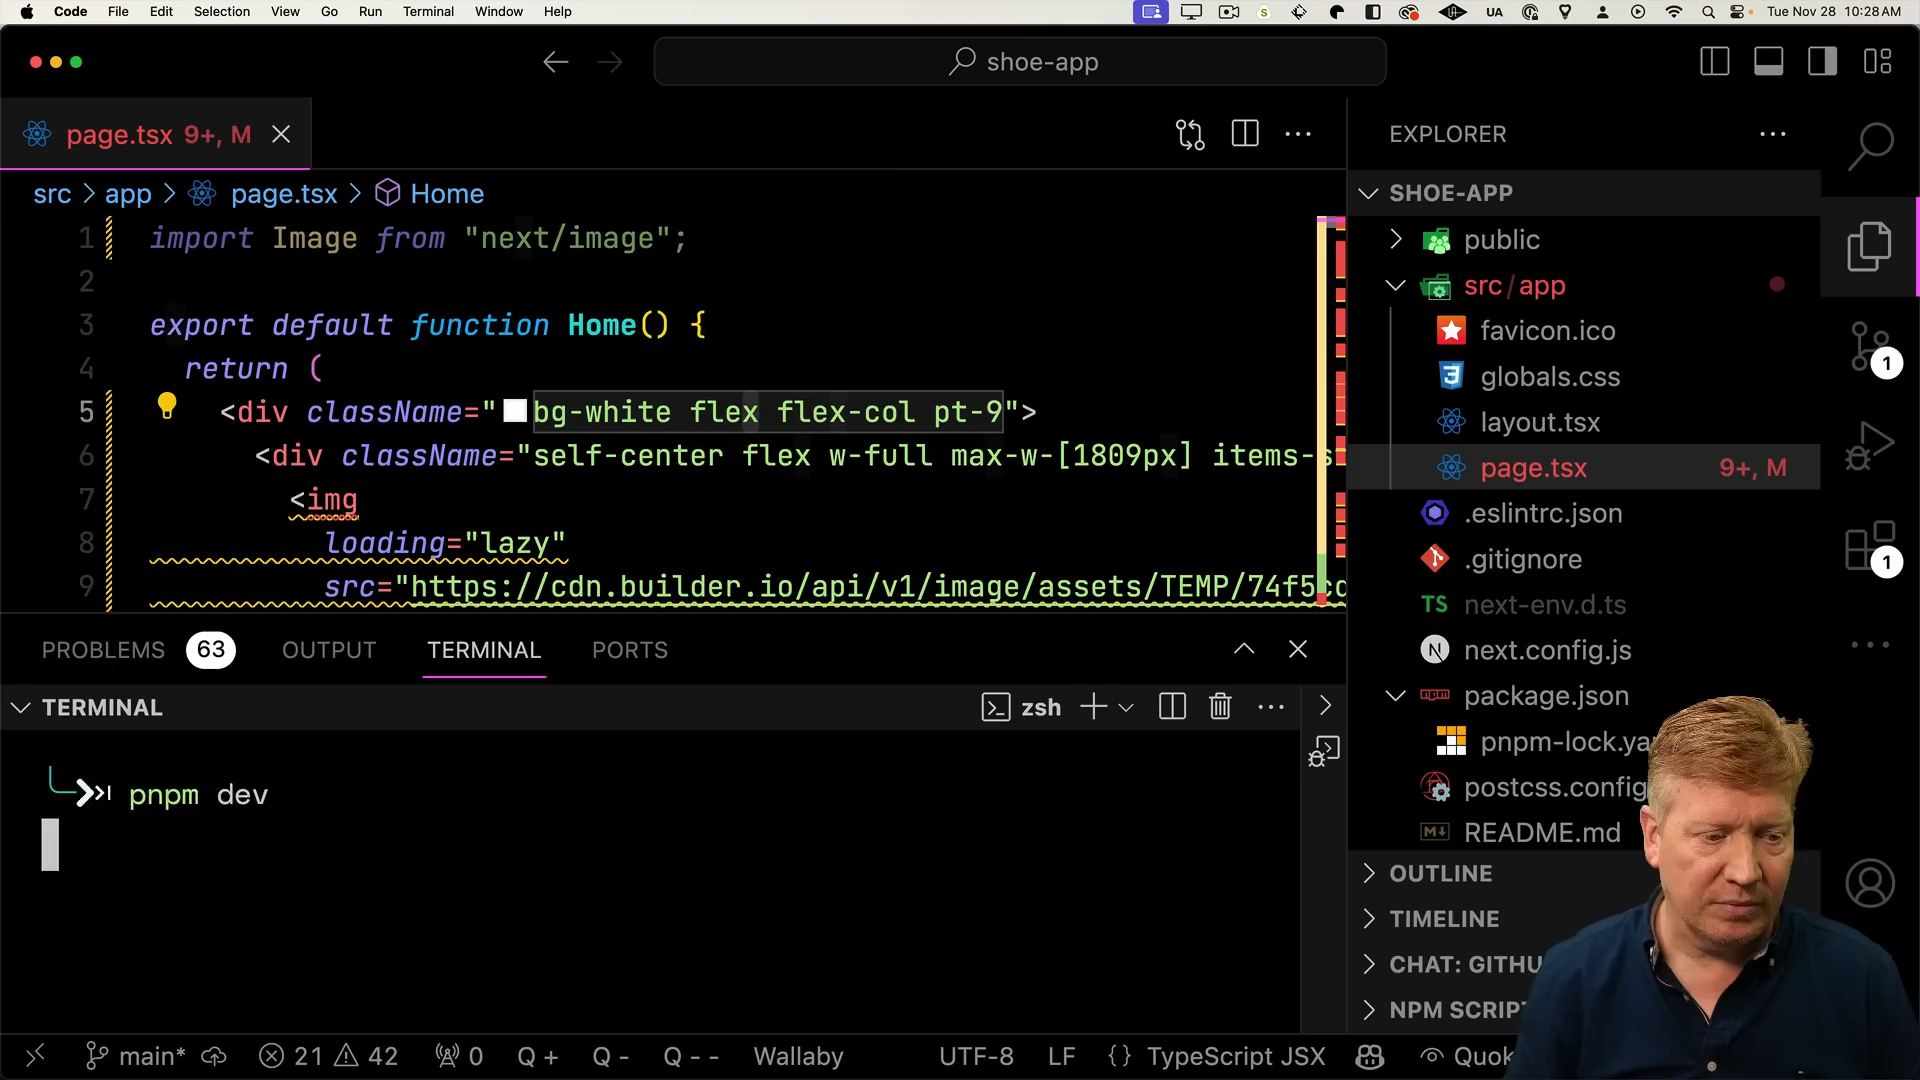 Code File Edit Selection View Go Run Terminal Window Help
UA
Tue Nov 28 10:28 AM
shoe-app
page.tsx 9+, M
src > app > page.tsx > Home
1 import Image from "next/image";
2
3 export default function Home() {
4 return (
5 <div className="bg-white flex flex-col pt-9">
6 <div className="self-center flex w-full max-w-[1809px]
7 <img
8 loading="lazy"
9 src="https://cdn.builder.io/api/v1/image/assets/TEMP/74f5
PROBLEMS 63 OUTPUT TERMINAL PORTS
TERMINAL
zsh
pnpm dev
EXPLORER
SHOE-APP
public
src/app
favicon.ico
globals.css
layout.tsx
page.tsx 9+, M
.eslintrc.json
.gitignore
TS next-env.d.ts
N next.config.js
package.json
pnpm-lock.ya
postcss.config
README.md
OUTLINE
TIMELINE
CHAT: GITHU
NPM SCRIPT
1
1
main* 21 42 0 Q + Q - Q - - Wallaby UTF-8 LF {} TypeScript JSX Quok